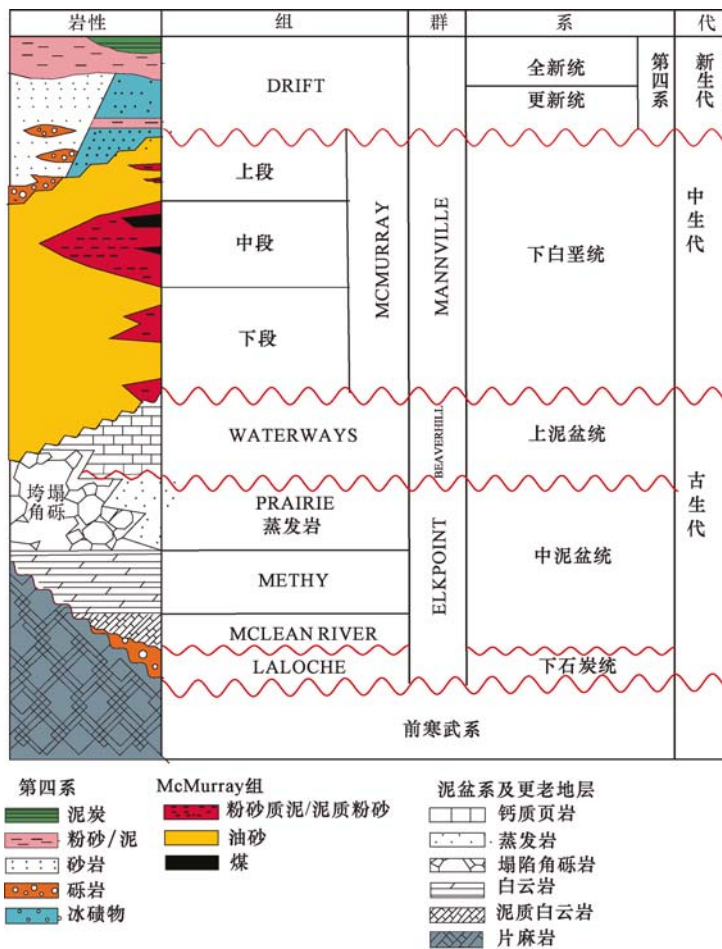 岩性 组 群 系 代
DRIFT
全新统
更新统
第四系
新生代
上段
中段
下段
MCMURRAY
MANNVILLE
下白垩统
中生代
WATERWAYS
BEAVERHILL
上泥盆统
垮塌
角砾
PRAIRIE
蒸发岩
METHY
MCLEAN RIVER
LALOCHE
ELKPOINT
中泥盆统
下石炭统
古生代
前寒武系
第四系
泥炭
粉砂/泥
砂岩
砾岩
冰碛物
McMurray组
粉砂质泥/泥质粉砂
油砂
煤
泥盆系及更老地层
钙质页岩
蒸发岩
塌陷角砾岩
白云岩
泥质白云岩
片麻岩